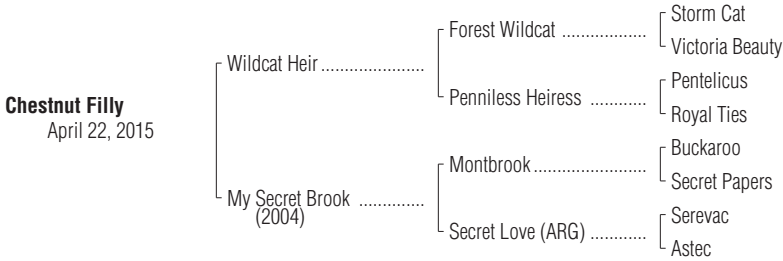 Storm Cat
Forest Wildcat ..................
Victoria Beauty
Wildcat Heir ......................
Pentelicus
Penniless Heiress ............
Royal Ties
Chestnut Filly
April 22, 2015
Buckaroo
Montbrook ........................
Secret Papers
My Secret Brook ..............
(2004)
Serevac
Secret Love (ARG) ............
Astec